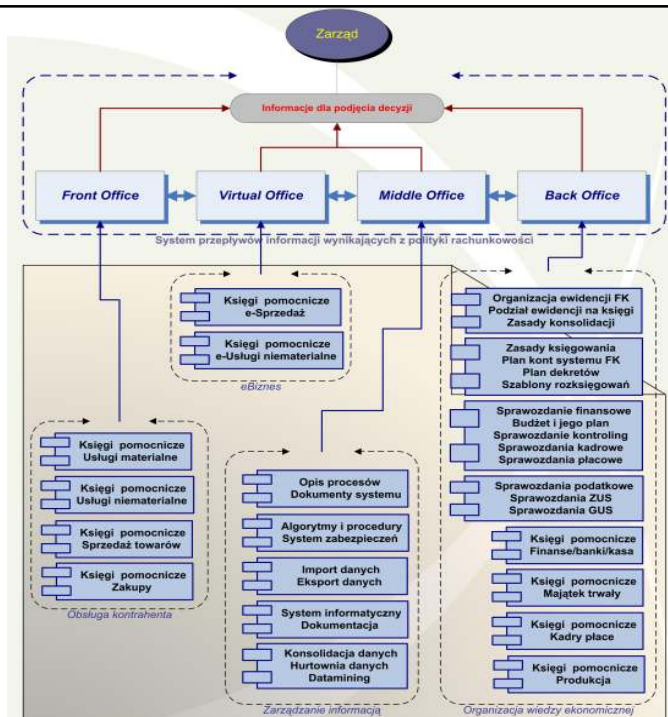 Zarząd
Informacje dla podjęcia decyzji
Front Office
Virtual Office
Middle Office
Back Office
System przepływów informacji wynikających z polityki rachunkowości
Księgi pomocnicze
e-Sprzedaż
Księgi pomocnicze
e-Usługi niematerialne
eBiznes
Księgi pomocnicze
Usługi materialne
Księgi pomocnicze
Usługi niematerialne
Księgi pomocnicze
Sprzedaż towarów
Księgi pomocnicze
Zakupy
Obsługa kontrahenta
Opis procesów
Dokumenty systemu
Algorytmy i procedury
System zabezpieczeń
Import danych
Eksport danych
System informatyczny
Dokumentacja
Konsolidacja danych
Hurtownia danych
Datamining
Zarządzanie informacją
Organizacja ewidencji FK
Podział ewidencji na księgi
Zasady konsolidacji
Zasady księgowania
Plan kont systemu FK
Plan dekretów
Szablony rozksięgowań
Sprawozdanie finansowe
Budżet i jego plan
Sprawozdanie kontroling
Sprawozdania kadrowe
Sprawozdania płacowe
Sprawozdania podatkowe
Sprawozdania ZUS
Sprawozdania GUS
Księgi pomocnicze
Finanse/banki/kasa
Księgi pomocnicze
Majątek trwały
Księgi pomocnicze
Kadry płace
Księgi pomocnicze
Produkcja
Organizacja wiedzy ekonomicznej